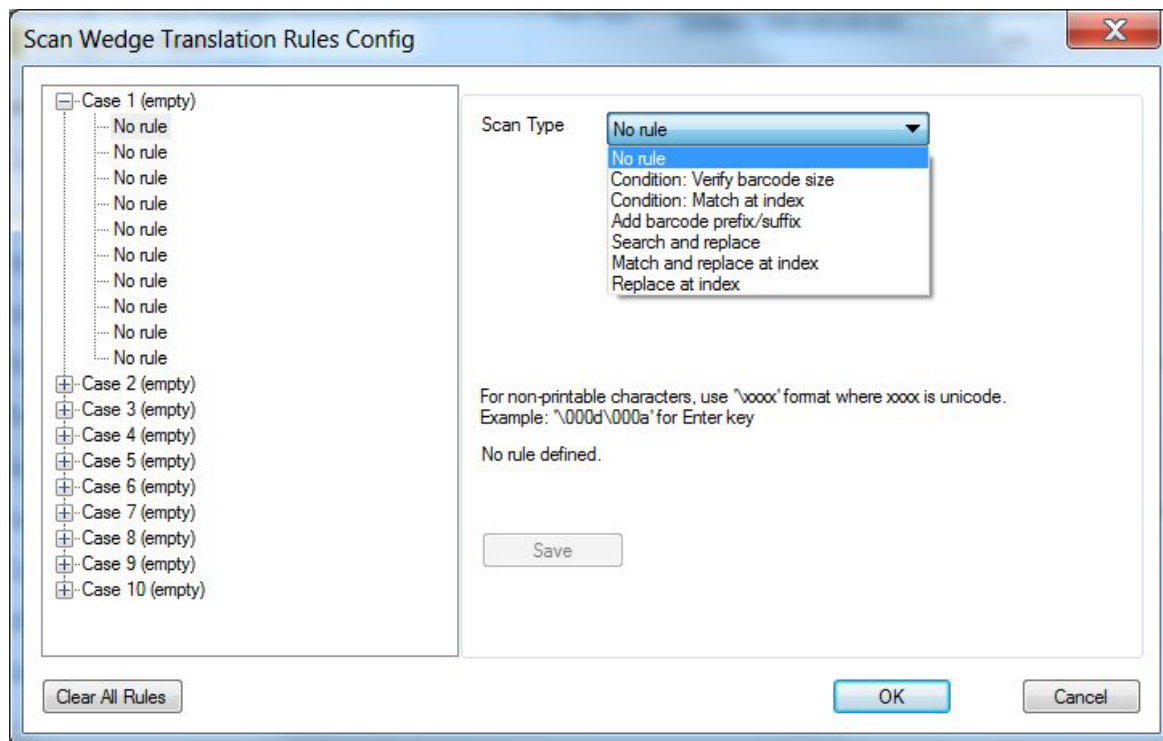 Scan Wedge Translation Rules Config
Case 1 (empty)
No rule
No rule
No rule
No rule
No rule
No rule
No rule
No rule
No rule
No rule
Case 2 (empty)
Case 3 (empty)
Case 4 (empty)
Case 5 (empty)
Case 6 (empty)
Case 7 (empty)
Case 8 (empty)
Case 9 (empty)
Case 10 (empty)
Scan Type
No rule
No rule
Condition: Verify barcode size
Condition: Match at index
Add barcode prefix/suffix
Search and replace
Match and replace at index
Replace at index
For non-printable characters, use '\xxxx' format where xxxx is unicode.
Example: '\000d\000a' for Enter key
No rule defined.
Save
Clear All Rules
OK
Cancel